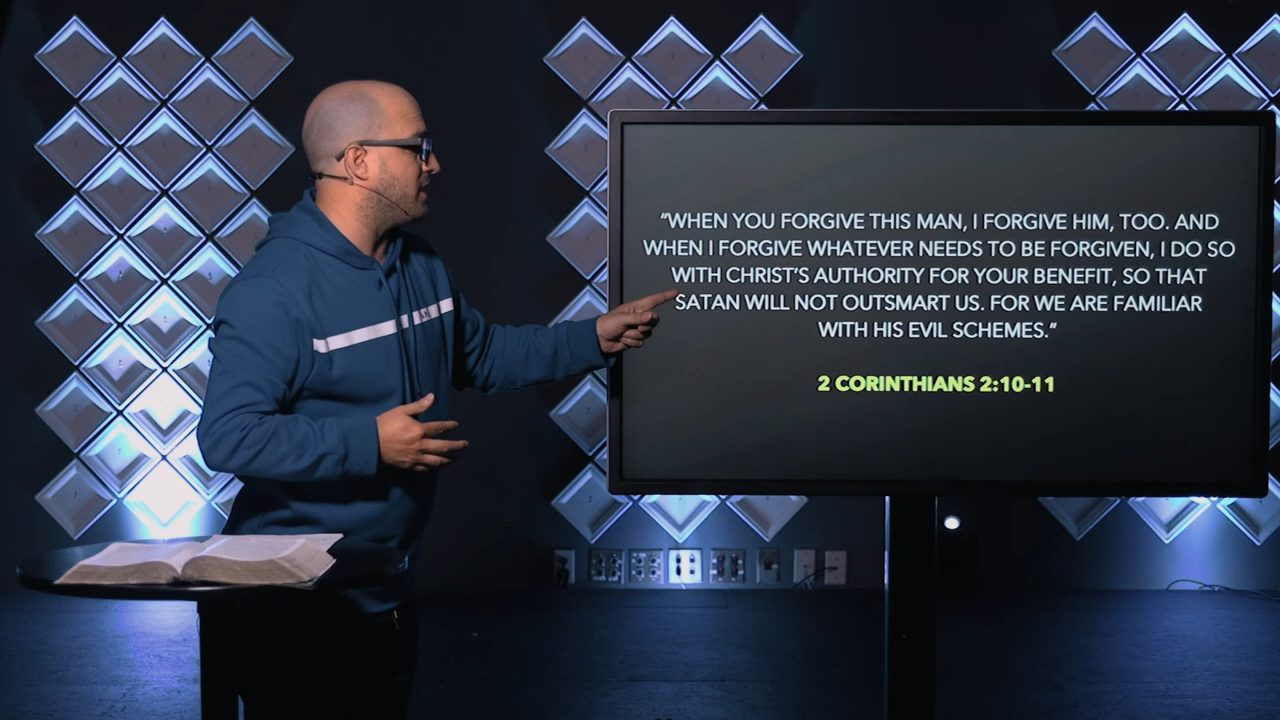 “WHEN YOU FORGIVE THIS MAN, I FORGIVE HIM, TOO. AND
WHEN I FORGIVE WHATEVER NEEDS TO BE FORGIVEN, I DO SO
WITH CHRIST’S AUTHORITY FOR YOUR BENEFIT, SO THAT
SATAN WILL NOT OUTSMART US. FOR WE ARE FAMILIAR
WITH HIS EVIL SCHEMES.”
2 CORINTHIANS 2:10-11